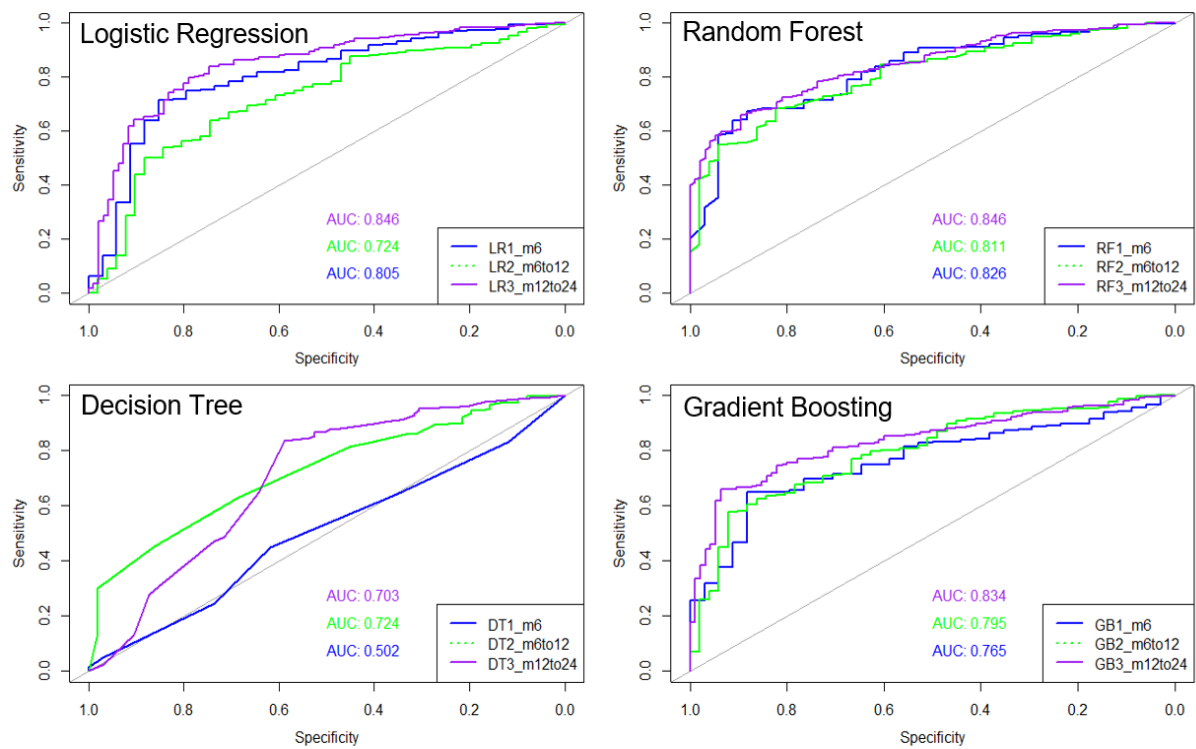 Logistic Regression
Sensitivity
0.0 0.2 0.4 0.6 0.8 1.0
AUC: 0.846
AUC: 0.724
AUC: 0.805
LR1_m6
LR2_m6to12
LR3_m12to24
1.0 0.8 0.6 0.4 0.2 0.0
Specificity
Random Forest
Sensitivity
0.0 0.2 0.4 0.6 0.8 1.0
AUC: 0.846
AUC: 0.811
AUC: 0.826
RF1_m6
RF2_m6to12
RF3_m12to24
1.0 0.8 0.6 0.4 0.2 0.0
Specificity
Decision Tree
Sensitivity
0.0 0.2 0.4 0.6 0.8 1.0
AUC: 0.703
AUC: 0.724
AUC: 0.502
DT1_m6
DT2_m6to12
DT3_m12to24
1.0 0.8 0.6 0.4 0.2 0.0
Specificity
Gradient Boosting
Sensitivity
0.0 0.2 0.4 0.6 0.8 1.0
AUC: 0.834
AUC: 0.795
AUC: 0.765
GB1_m6
GB2_m6to12
GB3_m12to24
1.0 0.8 0.6 0.4 0.2 0.0
Specificity